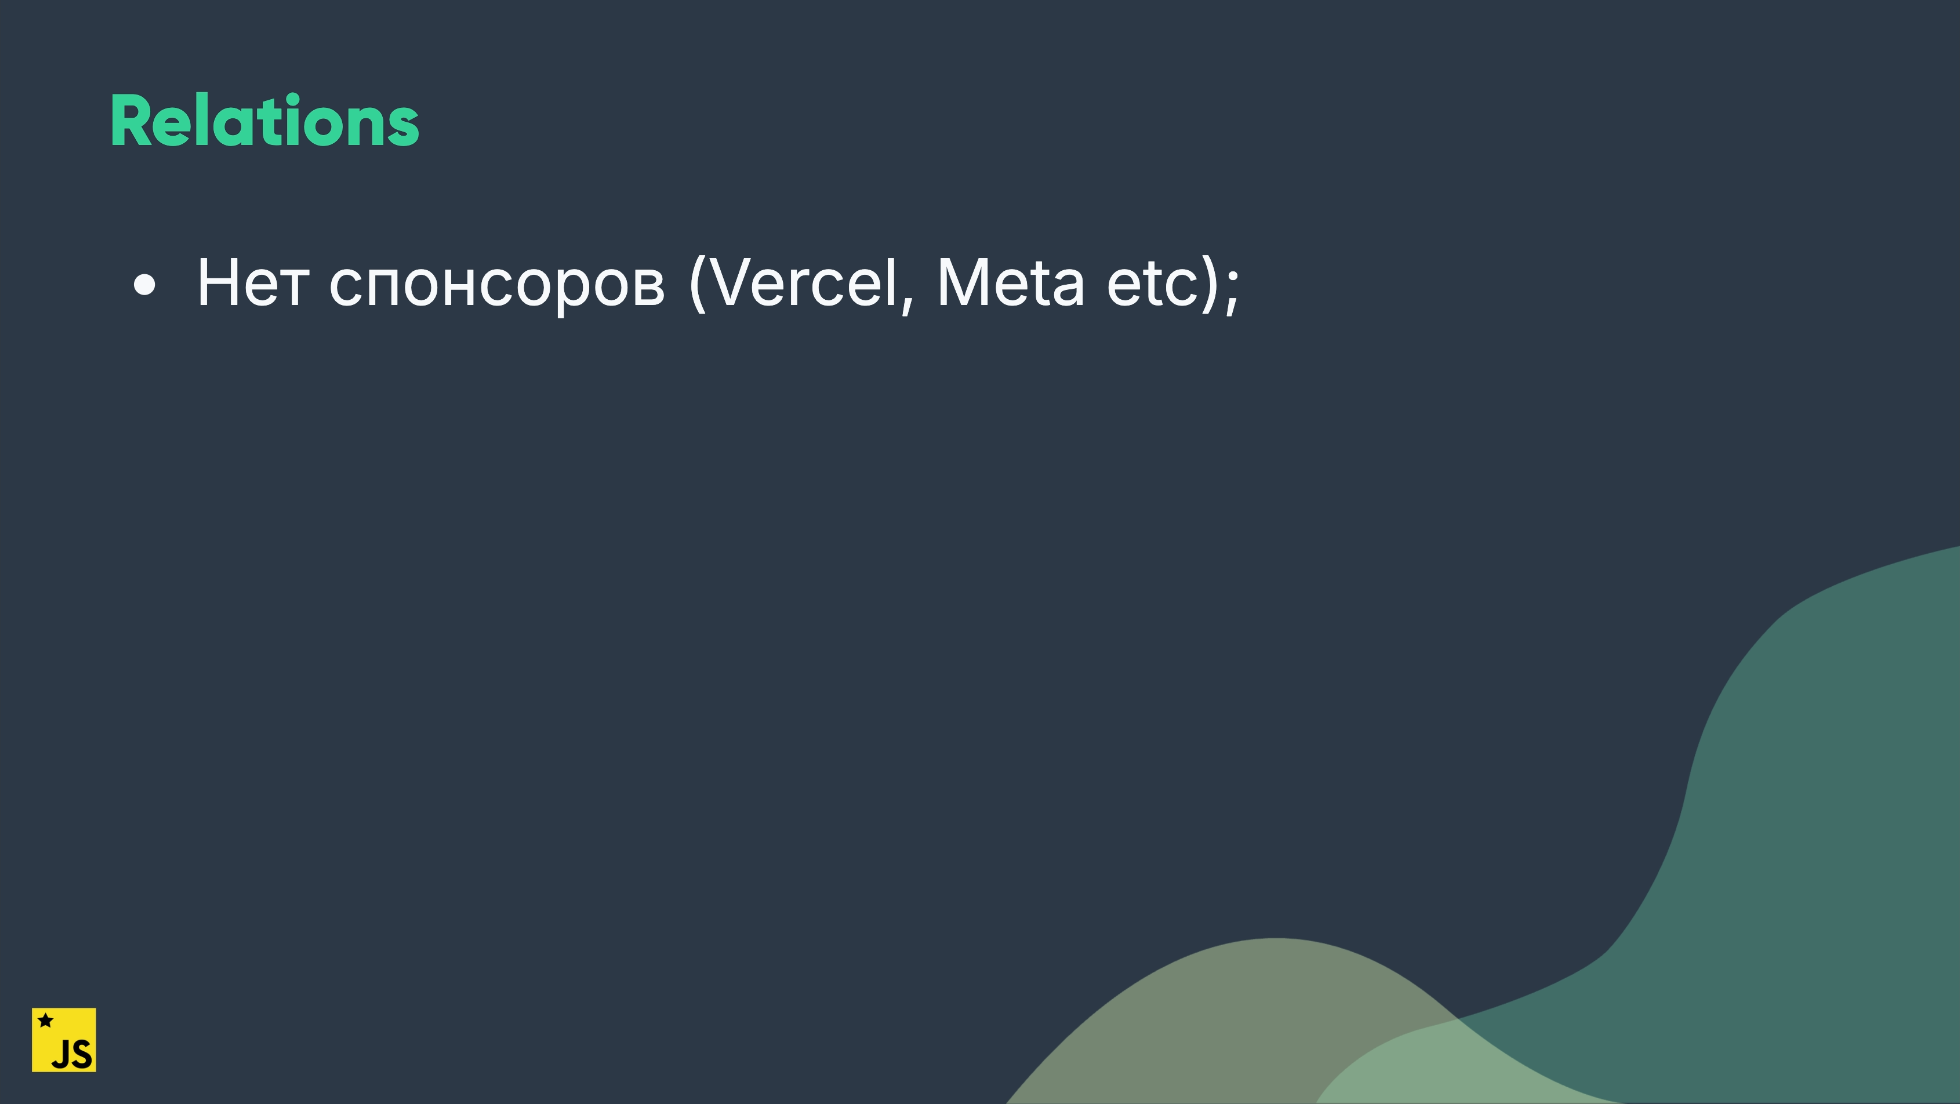 Relations
• Нет спонсоров (Vercel, Meta etc);
JS